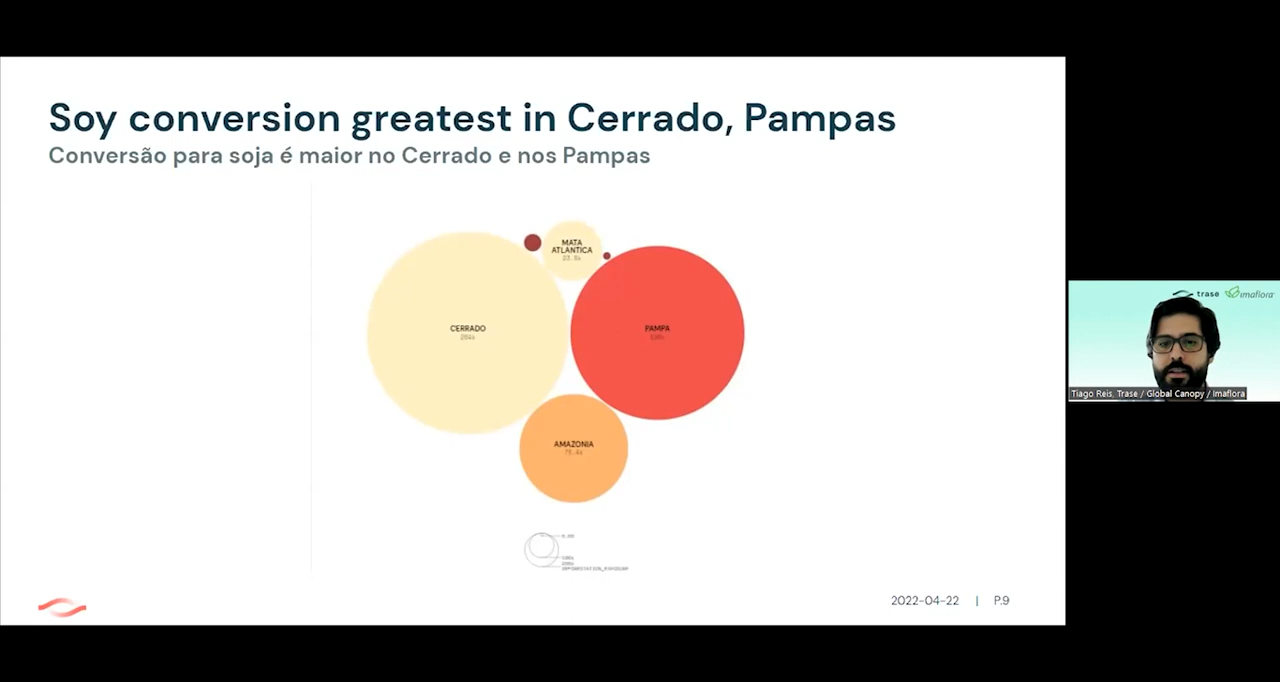 Soy conversion greatest in Cerrado, Pampas
Conversão para soja é maior no Cerrado e nos Pampas
MATA
ATLANTICA
CERRADO
PAMPA
AMAZONIA
trase
imaflora
Tiago Reis, Trase / Global Canopy / Imaflora
2022-04-22 | P.9